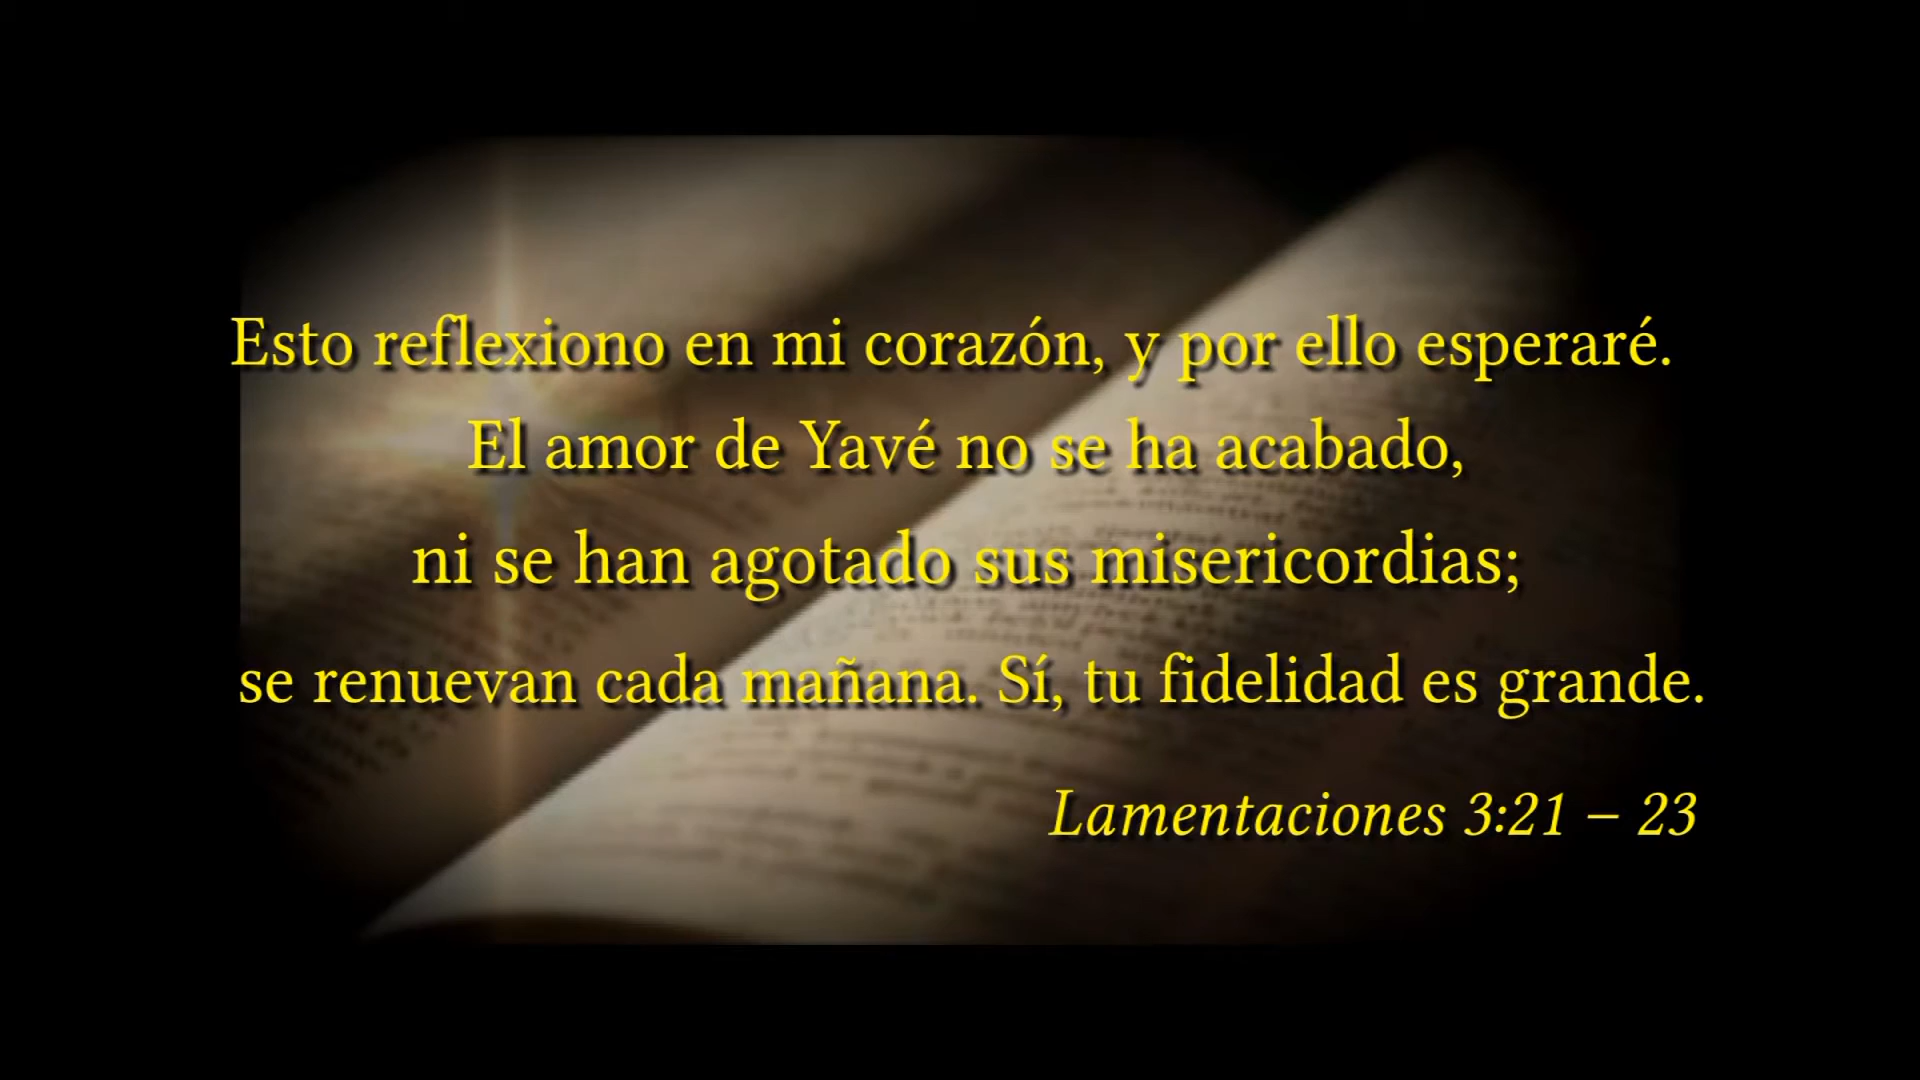 Esto reflexiono en mi corazón, y por ello esperaré.
El amor de Yavé no se ha acabado,
ni se han agotado sus misericordias;
se renuevan cada mañana. Sí, tu fidelidad es grande.
Lamentaciones 3:21 – 23